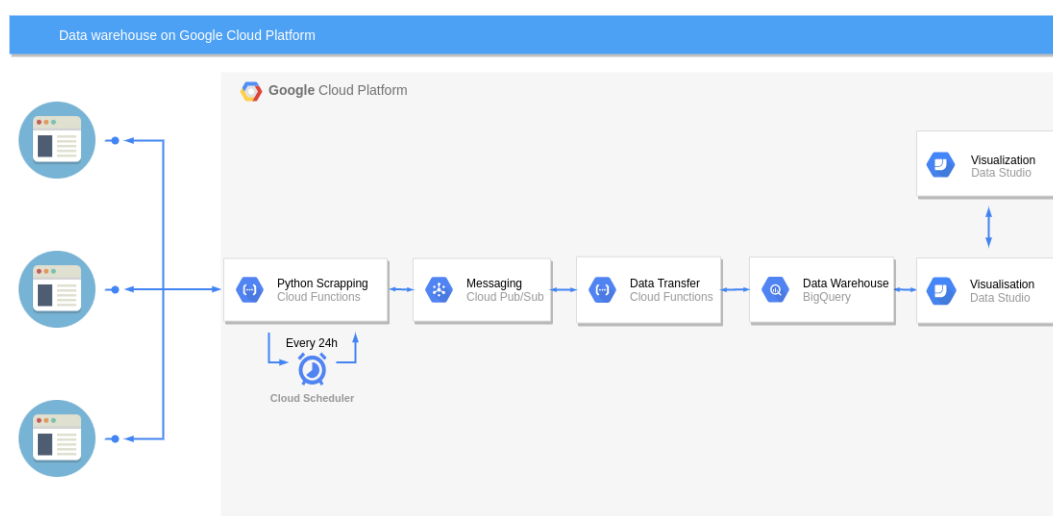 Data warehouse on Google Cloud Platform
Google Cloud Platform
Visualization
Data Studio
Python Scrapping
Cloud Functions
Messaging
Cloud Pub/Sub
Data Transfer
Cloud Functions
Data Warehouse
BigQuery
Visualisation
Data Studio
Every 24h
Cloud Scheduler